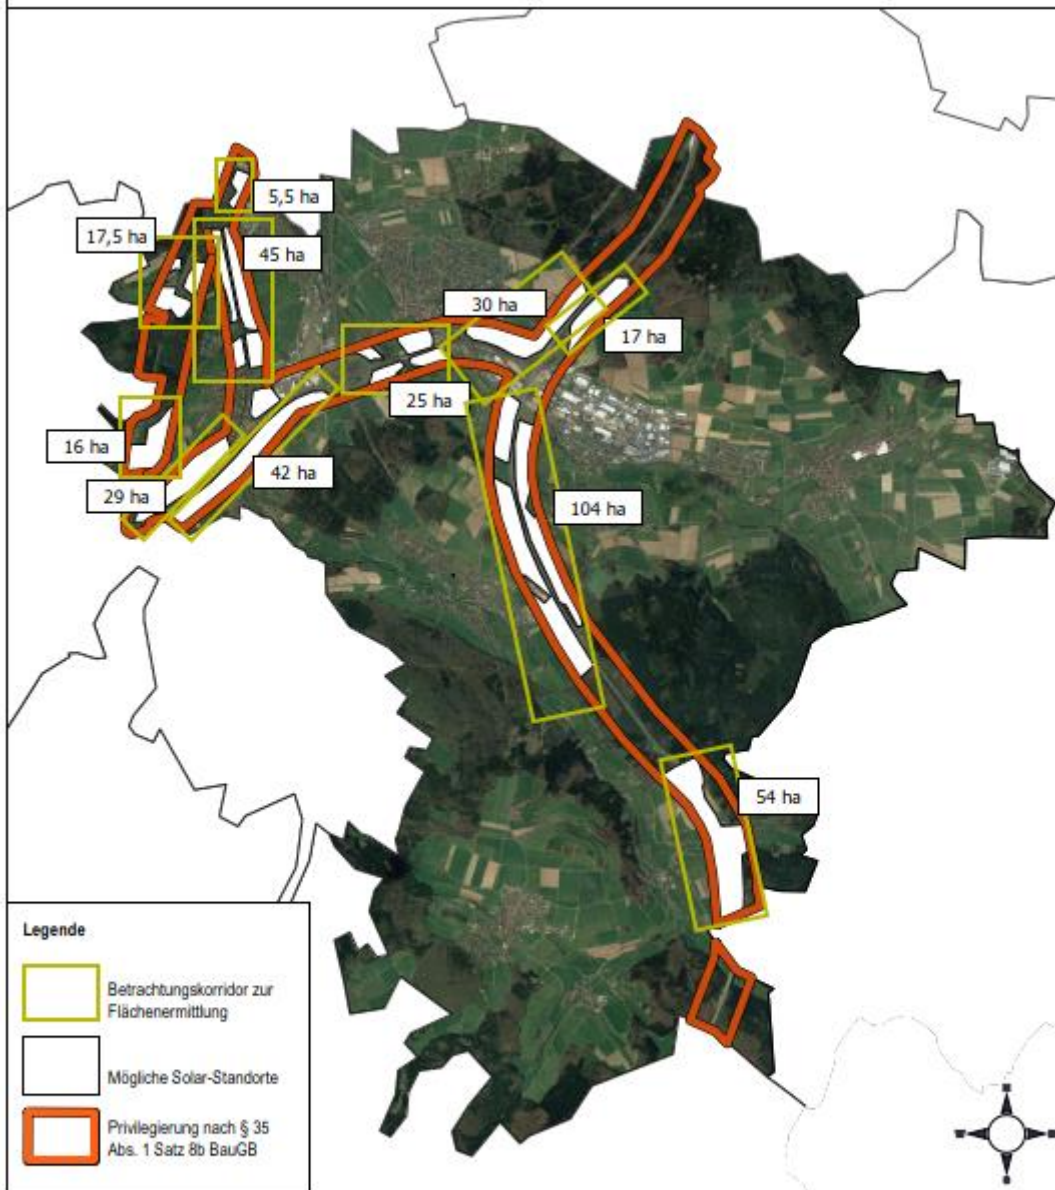 5,5 ha
17,5 ha
45 ha
30 ha
17 ha
25 ha
16 ha
42 ha
29 ha
104 ha
54 ha
Legende
Betrachtungskorridor zur
Flächenermittlung
Mögliche Solar-Standorte
Privilegierung nach § 35
Abs. 1 Satz 8b BauGB